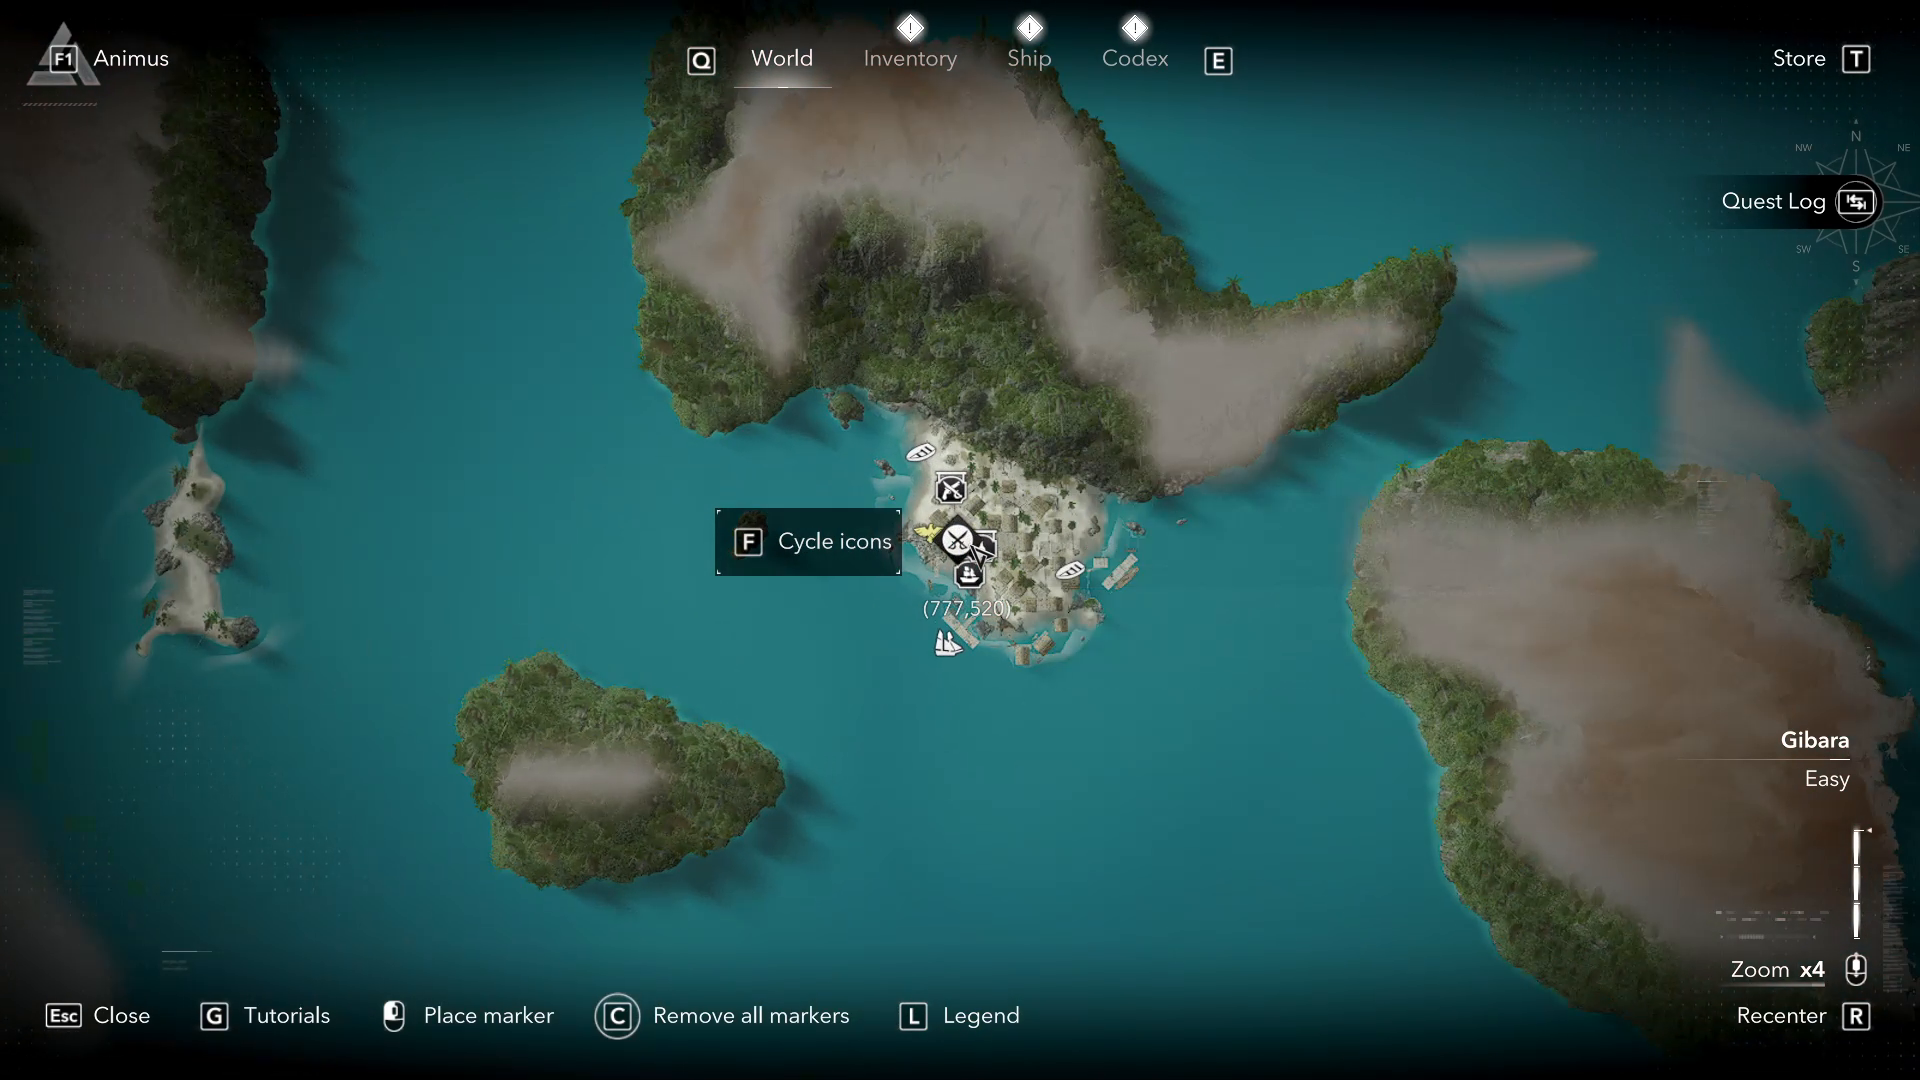 F1 Animus
Q World Inventory Ship Codex E
Store T
N
NW NE
Quest Log
SW SE
S
F Cycle icons
(777,520)
Gibara
Easy
Zoom x4
Esc Close G Tutorials Place marker C Remove all markers L Legend
Recenter R